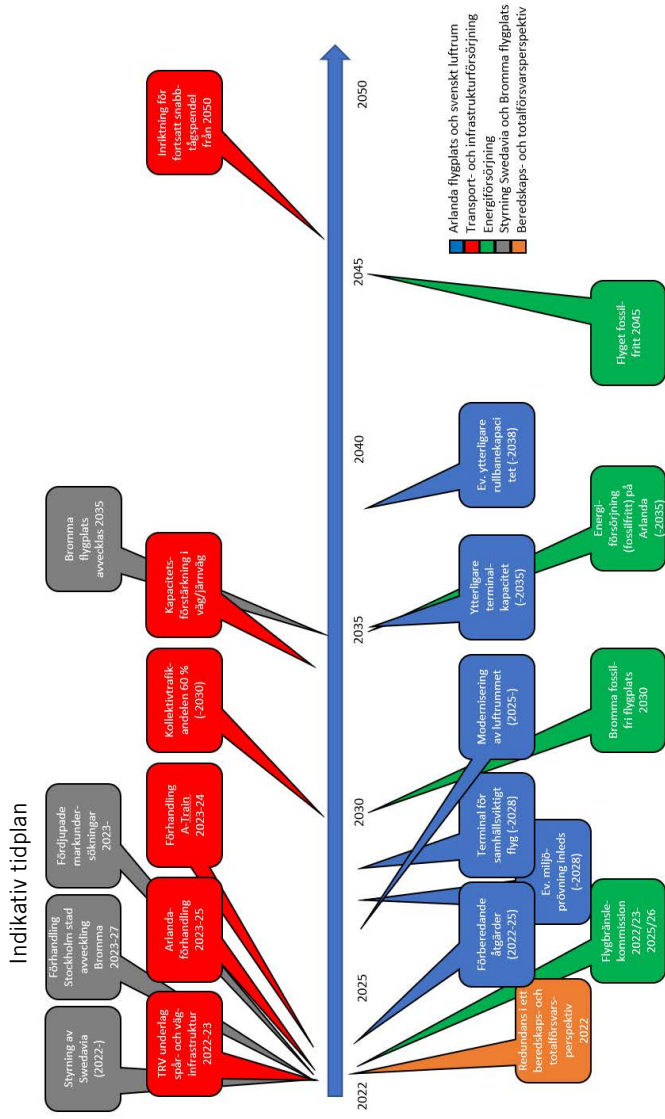 Indikativ tidplan
Styrning av
Swedavia
(2022-)
Förhandling
Stockholm stad
avveckling
Bromma
2023-27
Fördjupade
markunder-
sökningar
2023-
Bromma
flygplats
avvecklas 2035
TRV underlag
spår- och väg-
infrastruktur
2022-23
Arlanda-
förhandling
2023-25
Förhandling
A-Train
2023-24
Kollektivtrafik-
andelen 60 %
(-2030)
Kapacitets-
förstärkning i
väg/järnväg
Inriktning för
fortsatt snabb-
tågspendel
från 2050
2022
2025
2030
2035
2040
2045
2050
Förberedande
åtgärder
(2022-25)
Terminal för
samhällsviktigt
flyg (-2028)
Modernisering
av luftrummet
(2025-)
Ytterligare
terminal-
kapacitet
(-2035)
Ev. ytterligare
rullbanekapaci
tet (-2038)
Arlanda flygplats och svenskt luftrum
Transport- och infrastrukturförsörjning
Energiförsörjning
Styrning Swedavia och Bromma flygplats
Beredskaps- och totalförsvarsperspektiv
Redundans i ett
beredskaps- och
totalförsvars-
perspektiv
2022
Ev. miljö-
prövning inleds
(-2028)
Flygbränsle-
kommission
2022/23-
2025/26
Bromma fossil-
fri flygplats
2030
Energi-
försörjning
(fossilfritt) på
Arlanda
(-2035)
Flyget fossil-
fritt 2045